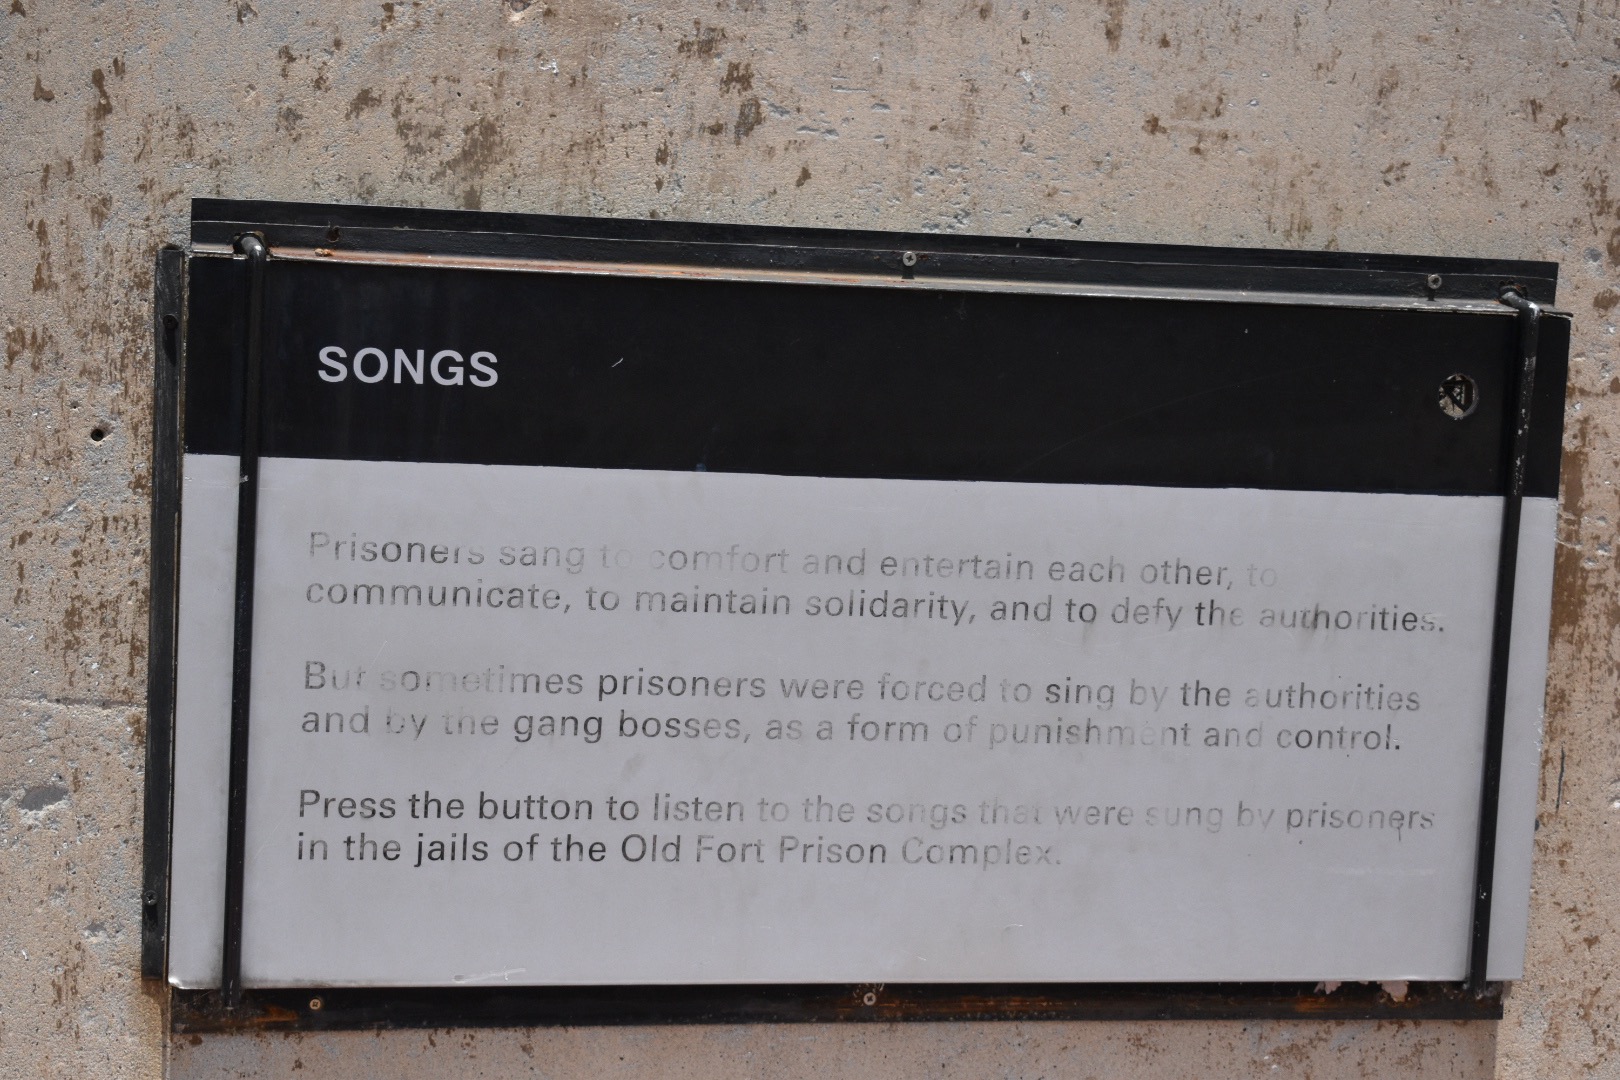 SONGS
Prisoners sang to comfort and entertain each other, to
communicate, to maintain solidarity, and to defy the authorities.
But sometimes prisoners were forced to sing by the authorities
and by the gang bosses, as a form of punishment and control.
Press the button to listen to the songs that were sung by prisoners
in the jails of the Old Fort Prison Complex.